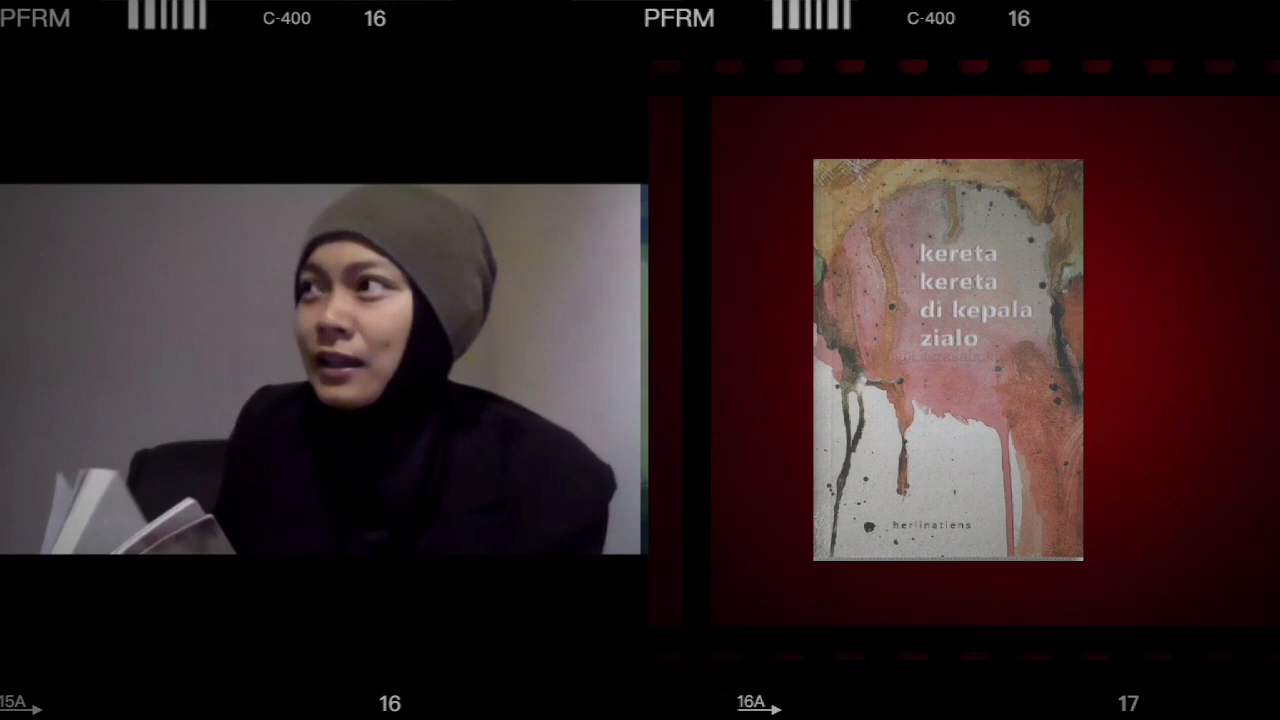 PFRM C-400 16
PFRM C-400 16
kereta
kereta
di kepala
zialo
herlinatiens
15A 16
16A 17